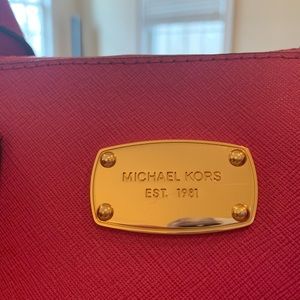 MICHAEL KORS
EST. 1981